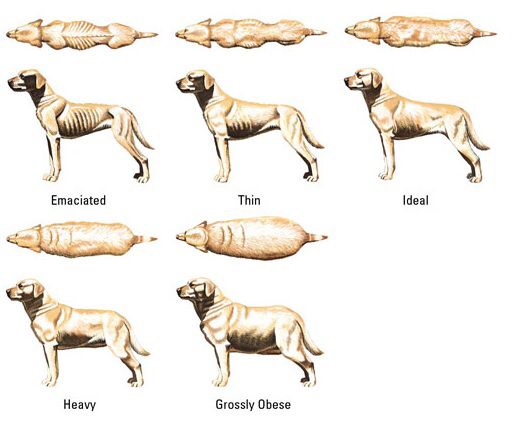 Emaciated
Thin
Ideal
Heavy
Grossly Obese